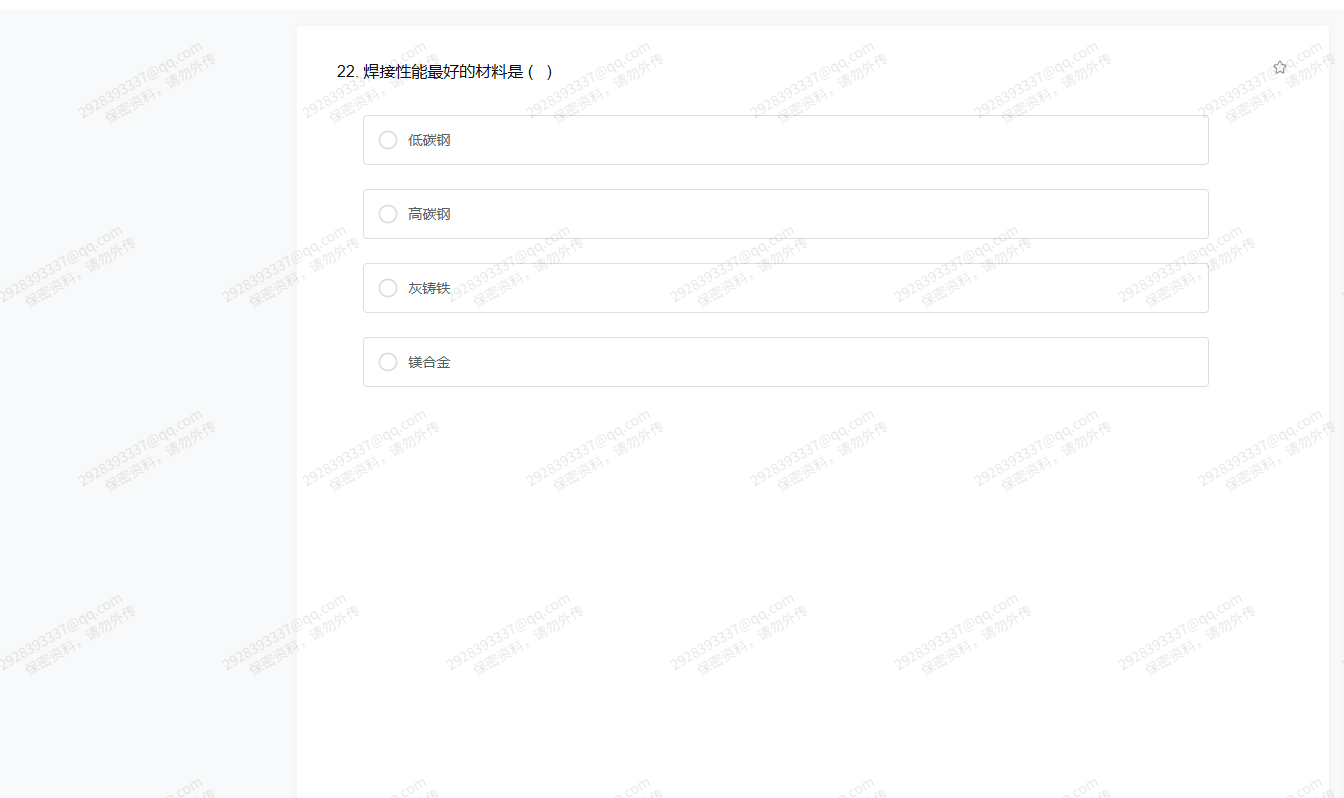 22. 焊接性能最好的材料是 (   )
低碳钢
高碳钢
灰铸铁
镁合金
2928393337@qq.com
保密资料，请勿外传